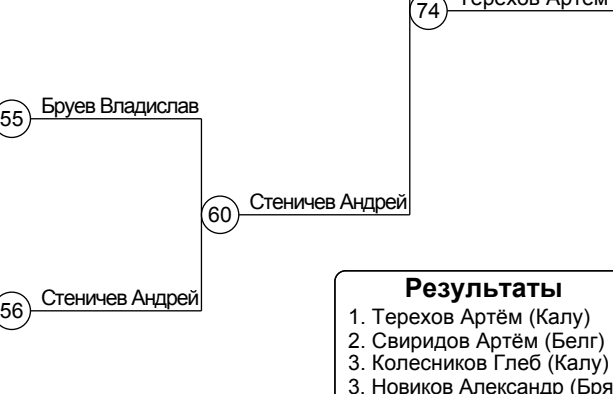 74 Терехов Артём
55 Бруев Владислав
60 Стеничев Андрей
56 Стеничев Андрей
Результаты
1. Терехов Артём (Калу)
2. Свиридов Артём (Белг)
3. Колесников Глеб (Калу)
3. Новиков Александр (Бря